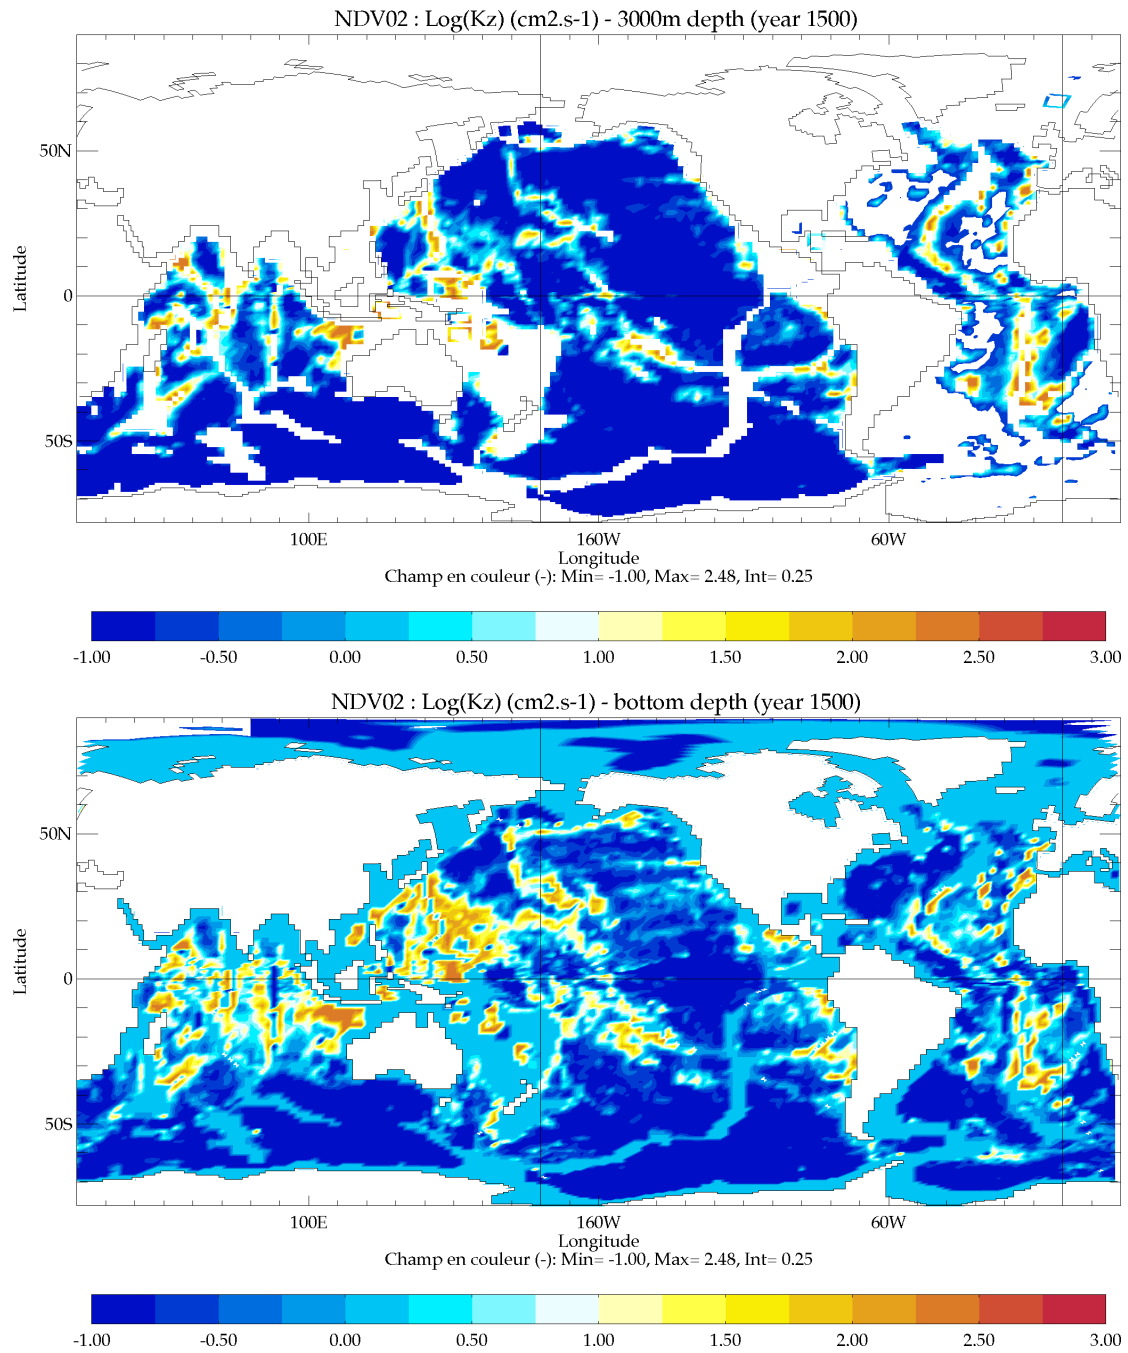 NDV02 : Log(Kz) (cm2.s-1) - 3000m depth (year 1500)
50N
0
50S
Latitude
100E
160W
60W
Longitude
Champ en couleur (-): Min= -1.00, Max= 2.48, Int= 0.25
-1.00 -0.50 0.00 0.50 1.00 1.50 2.00 2.50 3.00
NDV02 : Log(Kz) (cm2.s-1) - bottom depth (year 1500)
50N
0
50S
Latitude
100E
160W
60W
Longitude
Champ en couleur (-): Min= -1.00, Max= 2.48, Int= 0.25
-1.00 -0.50 0.00 0.50 1.00 1.50 2.00 2.50 3.00